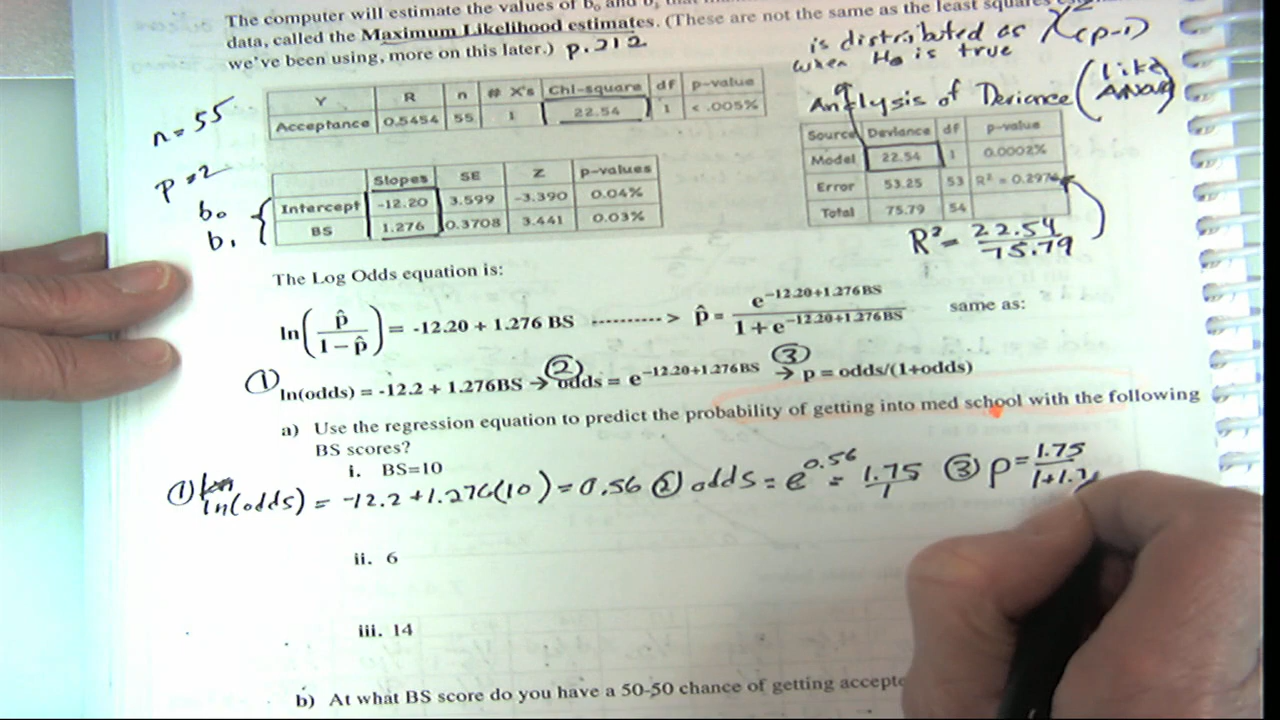 The computer will estimate the values of b₀ and b
data, called the Maximum Likelihood estimates. (These are not the same as the least squares
we've been using, more on this later.) p.212
is distributed as χ²(p-1)
when H₀ is true
n=55
Y R n # X's Chi-square df p-value
Acceptance 0.5454 55 1 22.54 1 < .005%
Analysis of Deviance (like ANOVA)
Source Deviance df p-value
Model 22.54 1 0.0002%
Error 53.25 53 R² = 0.2974
Total 75.79 54
R² = 22.54/75.79
p=2
b₀
b₁
Slopes SE Z p-values
Intercept -12.20 3.599 -3.390 0.04%
BS 1.276 0.3708 3.441 0.03%
The Log Odds equation is:
ln(p̂/(1-p̂)) = -12.20 + 1.276 BS ----------> p̂ = e^(-12.20+1.276BS)/(1+e^(-12.20+1.276BS)) same as:
① ln(odds) = -12.2 + 1.276BS → ② odds = e^(-12.20+1.276BS) ③ → p = odds/(1+odds)
a) Use the regression equation to predict the probability of getting into med school with the following
BS scores?
i. BS=10
① ln(odds) = -12.2+1.276(10) = 0.56 ② odds = e^0.56 = 1.75/1 ③ p = 1.75/(1+1.7
ii. 6
iii. 14
b) At what BS score do you have a 50-50 chance of getting accepte